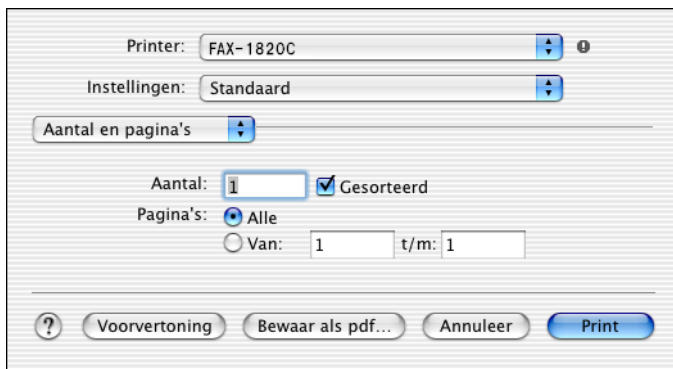 Printer: FAX-1820C
Instellingen: Standaard
Aantal en pagina's
Aantal: 1 Gesorteerd
Pagina's: Alle
Van: 1 t/m: 1
? Voorvertoning Bewaar als pdf... Annuleer Print